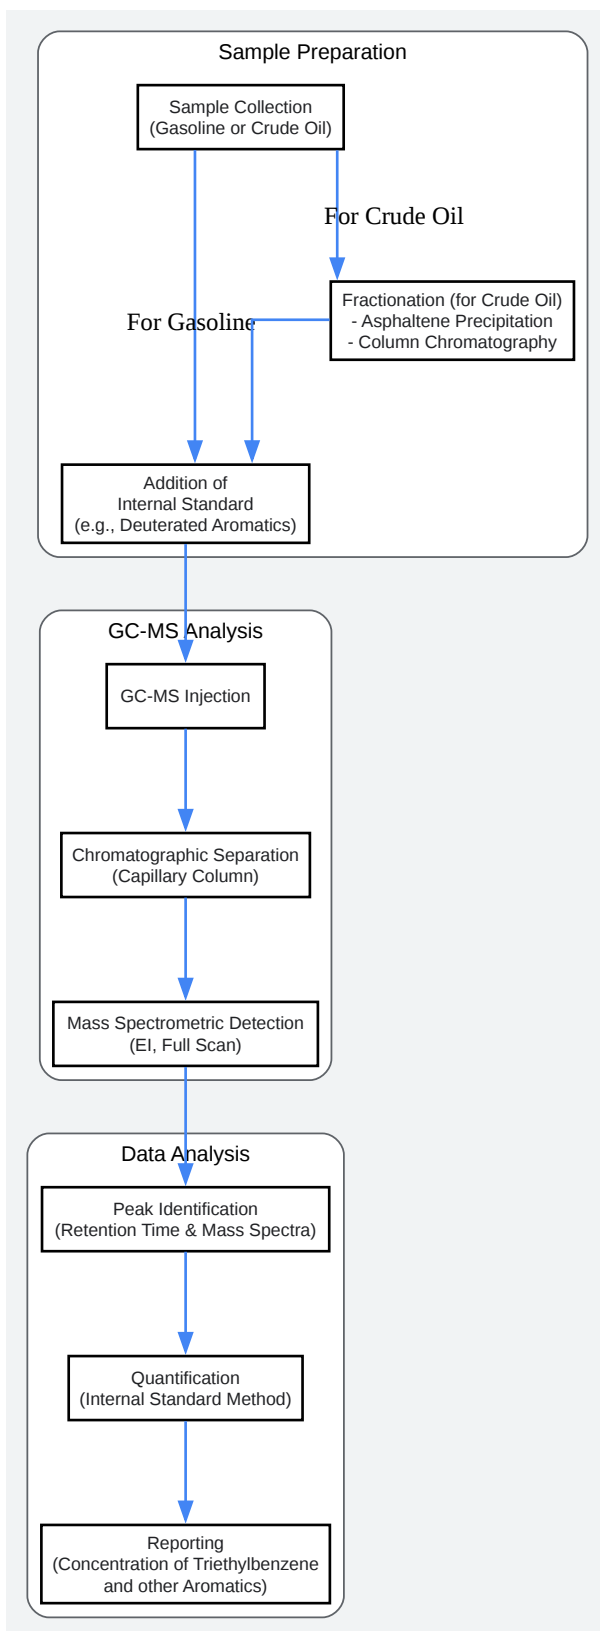 Sample Preparation
Sample Collection
(Gasoline or Crude Oil)
For Crude Oil
Fractionation (for Crude Oil)
- Asphaltene Precipitation
- Column Chromatography
For Gasoline
Addition of
Internal Standard
(e.g., Deuterated Aromatics)
GC-MS Analysis
GC-MS Injection
Chromatographic Separation
(Capillary Column)
Mass Spectrometric Detection
(EI, Full Scan)
Data Analysis
Peak Identification
(Retention Time & Mass Spectra)
Quantification
(Internal Standard Method)
Reporting
(Concentration of Triethylbenzene
and other Aromatics)